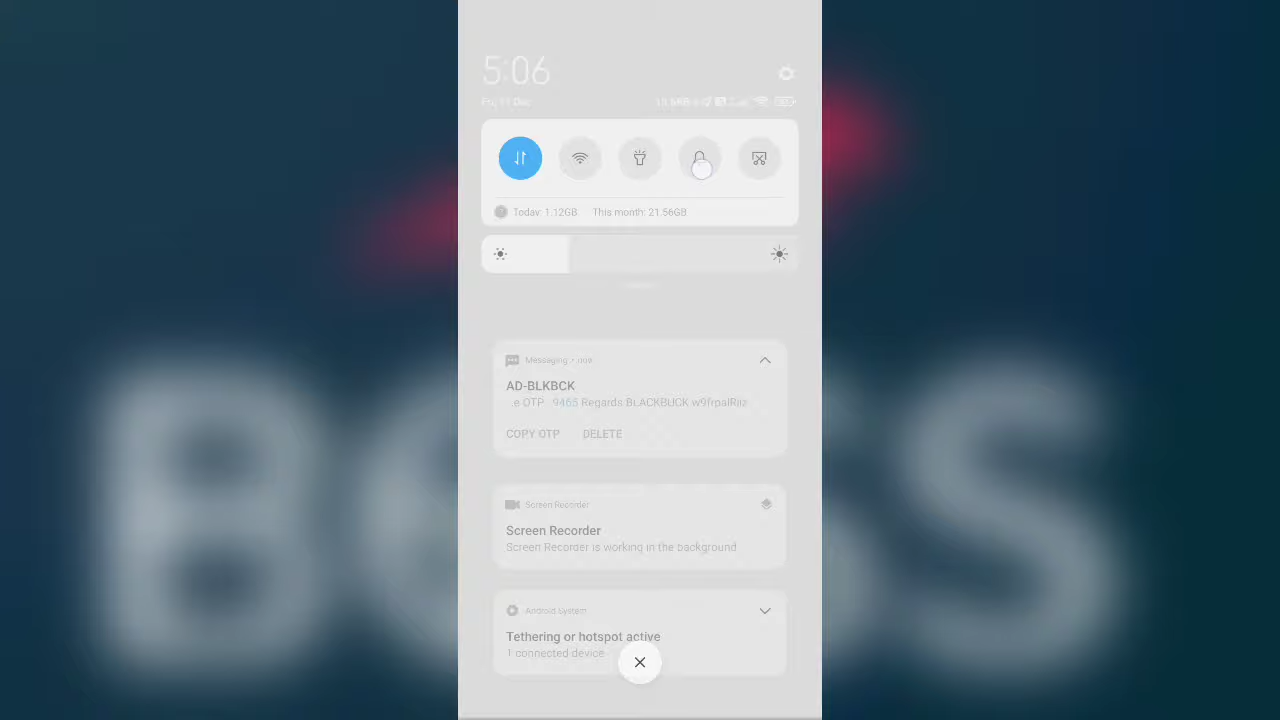 5:06
Fri, 11 Dec
Today: 1.12GB This month: 21.56GB
Messaging • now
AD-BLKBCK
.e OTP 9465 Regards BLACKBUCK
COPY OTP DELETE
Screen Recorder
Screen Recorder
Screen Recorder is working in the background
Android System
Tethering or hotspot active
1 connected device